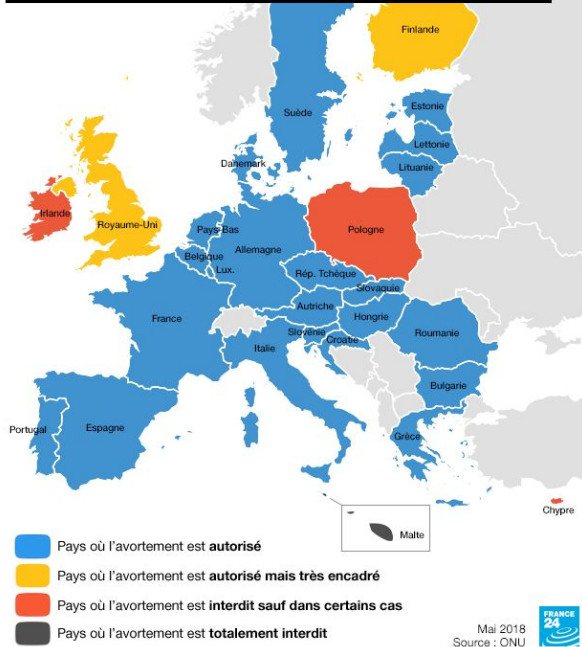 Finlande
Suède
Estonie
Lettonie
Lituanie
Danemark
Irlande
Royaume-Uni
Pays-Bas
Pologne
Allemagne
Belgique
Lux.
Rép. Tchèque
Slovaquie
Autriche
France
Hongrie
Slovénie
Roumanie
Croatie
Italie
Bulgarie
Portugal
Espagne
Grèce
Chypre
Malte
Pays où l'avortement est autorisé
Pays où l'avortement est autorisé mais très encadré
Pays où l'avortement est interdit sauf dans certains cas
Pays où l'avortement est totalement interdit
Mai 2018
Source : ONU
FRANCE
24